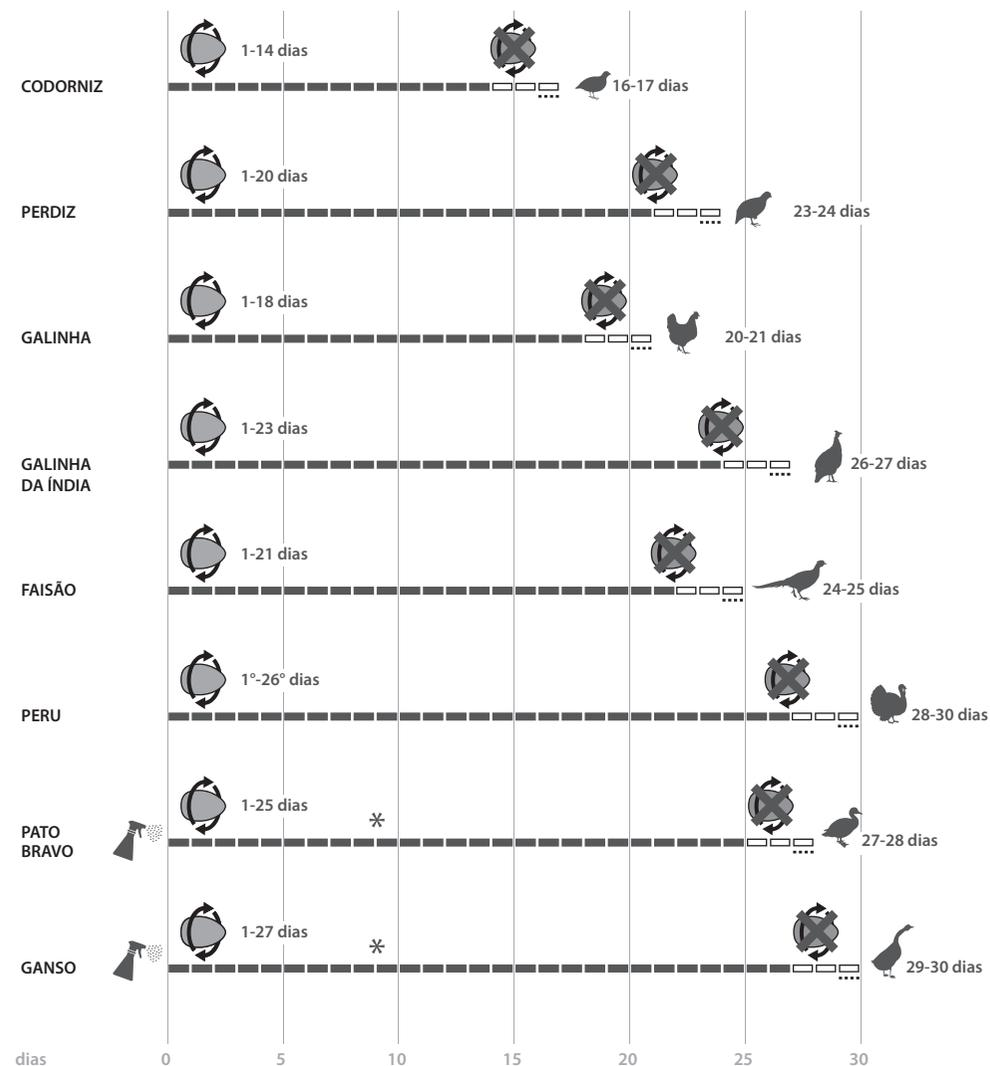 1-14 dias
CODORNIZ
16-17 dias
1-20 dias
PERDIZ
23-24 dias
1-18 dias
GALINHA
20-21 dias
1-23 dias
GALINHA
DA ÍNDIA
26-27 dias
1-21 dias
FAISÃO
24-25 dias
1°-26° dias
PERU
28-30 dias
1-25 dias
*
PATO
BRAVO
27-28 dias
1-27 dias
*
GANSO
29-30 dias
dias 0 5 10 15 20 25 30